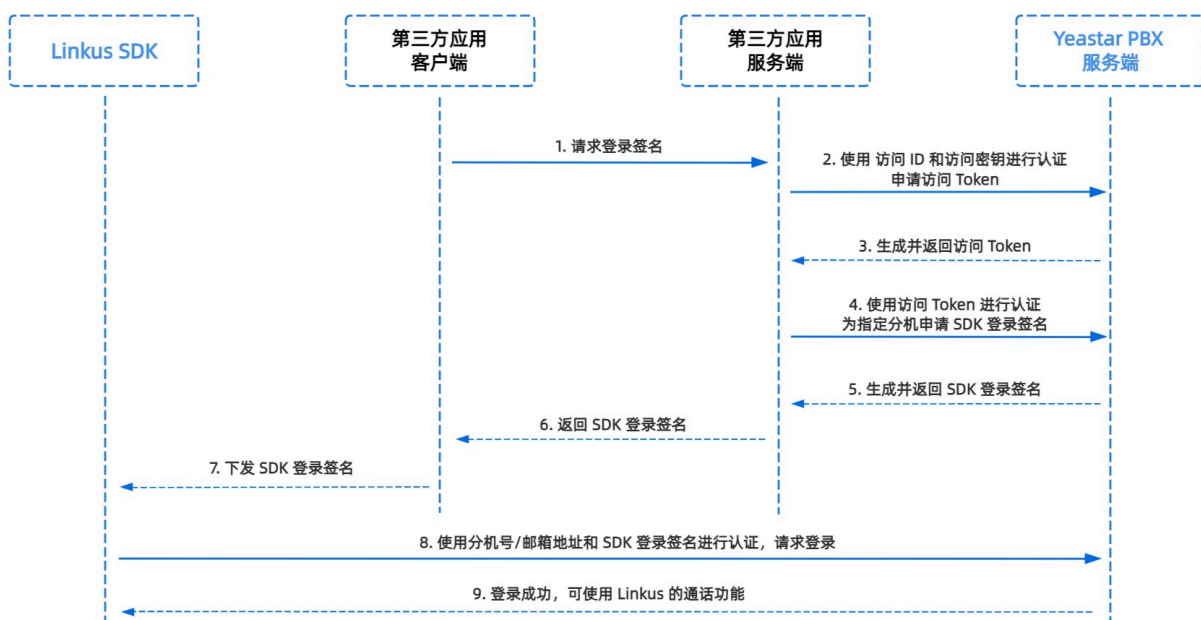 Linkus SDK
第三方应用
客户端
第三方应用
服务端
Yeastar PBX
服务端
1. 请求登录签名
2. 使用 访问 ID 和访问密钥进行认证
申请访问 Token
3. 生成并返回访问 Token
4. 使用访问 Token 进行认证
为指定分机申请 SDK 登录签名
5. 生成并返回 SDK 登录签名
6. 返回 SDK 登录签名
7. 下发 SDK 登录签名
8. 使用分机号/邮箱地址和 SDK 登录签名进行认证，请求登录
9. 登录成功，可使用 Linkus 的通话功能